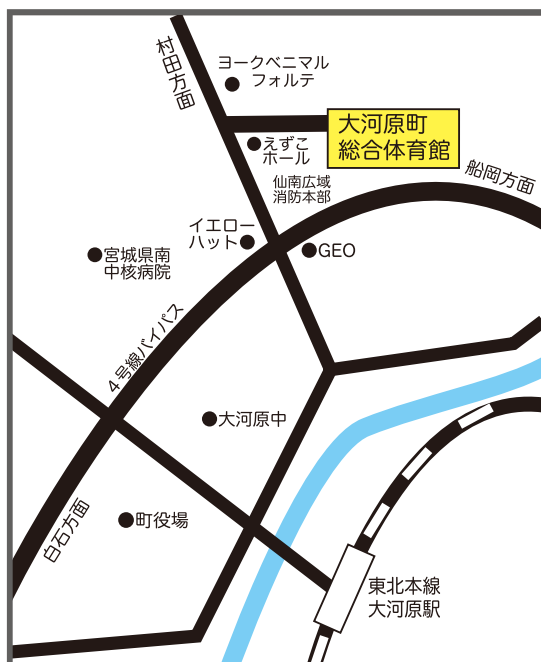 村田方面
ヨークベニマル
フォルテ
大河原町
総合体育館
えずこ
ホール
仙南広域
消防本部
船岡方面
イエロー
ハット
GEO
宮城県南
中核病院
4号線バイパス
大河原中
町役場
白石方面
東北本線
大河原駅